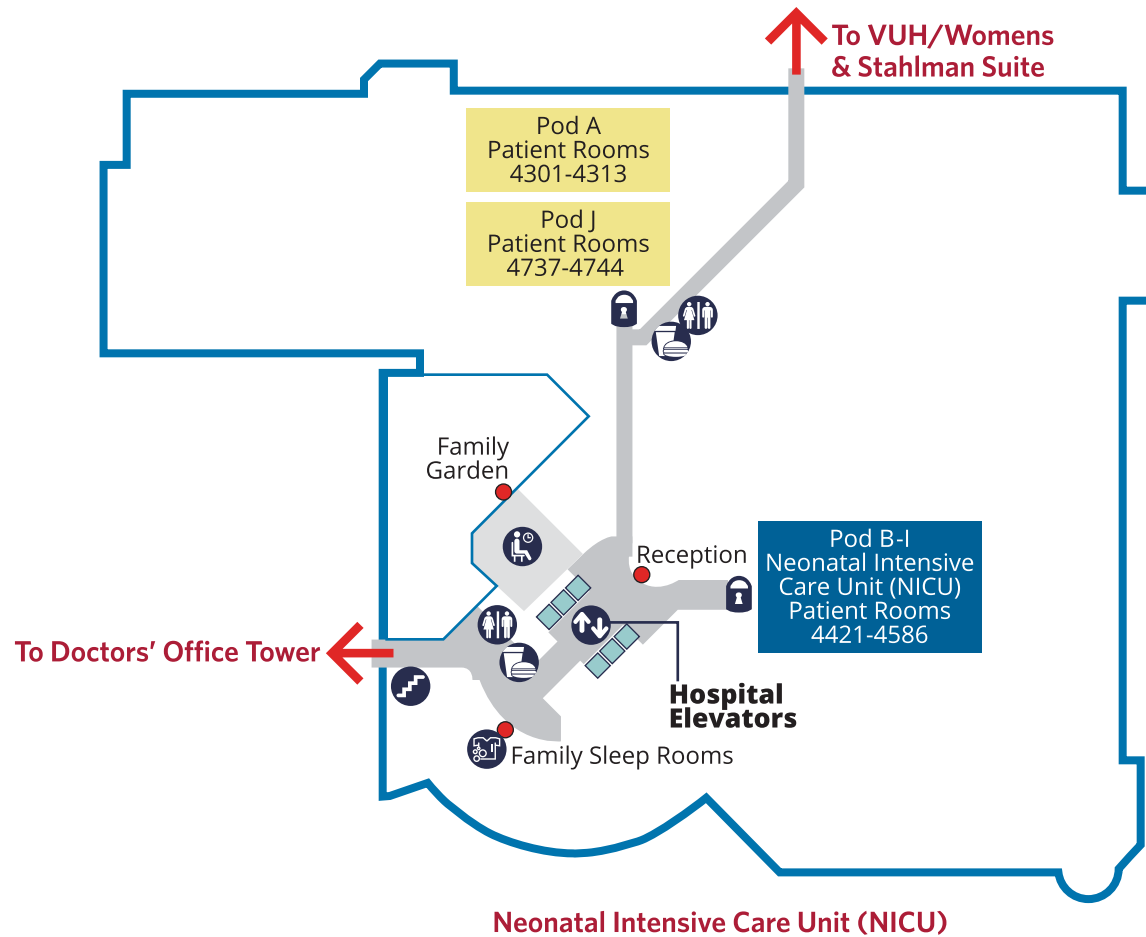 To VUH/Womens
& Stahlman Suite
Pod A
Patient Rooms
4301-4313
Pod J
Patient Rooms
4737-4744
Family
Garden
Reception
Pod B-I
Neonatal Intensive
Care Unit (NICU)
Patient Rooms
4421-4586
To Doctors’ Office Tower
Hospital
Elevators
Family Sleep Rooms
Neonatal Intensive Care Unit (NICU)